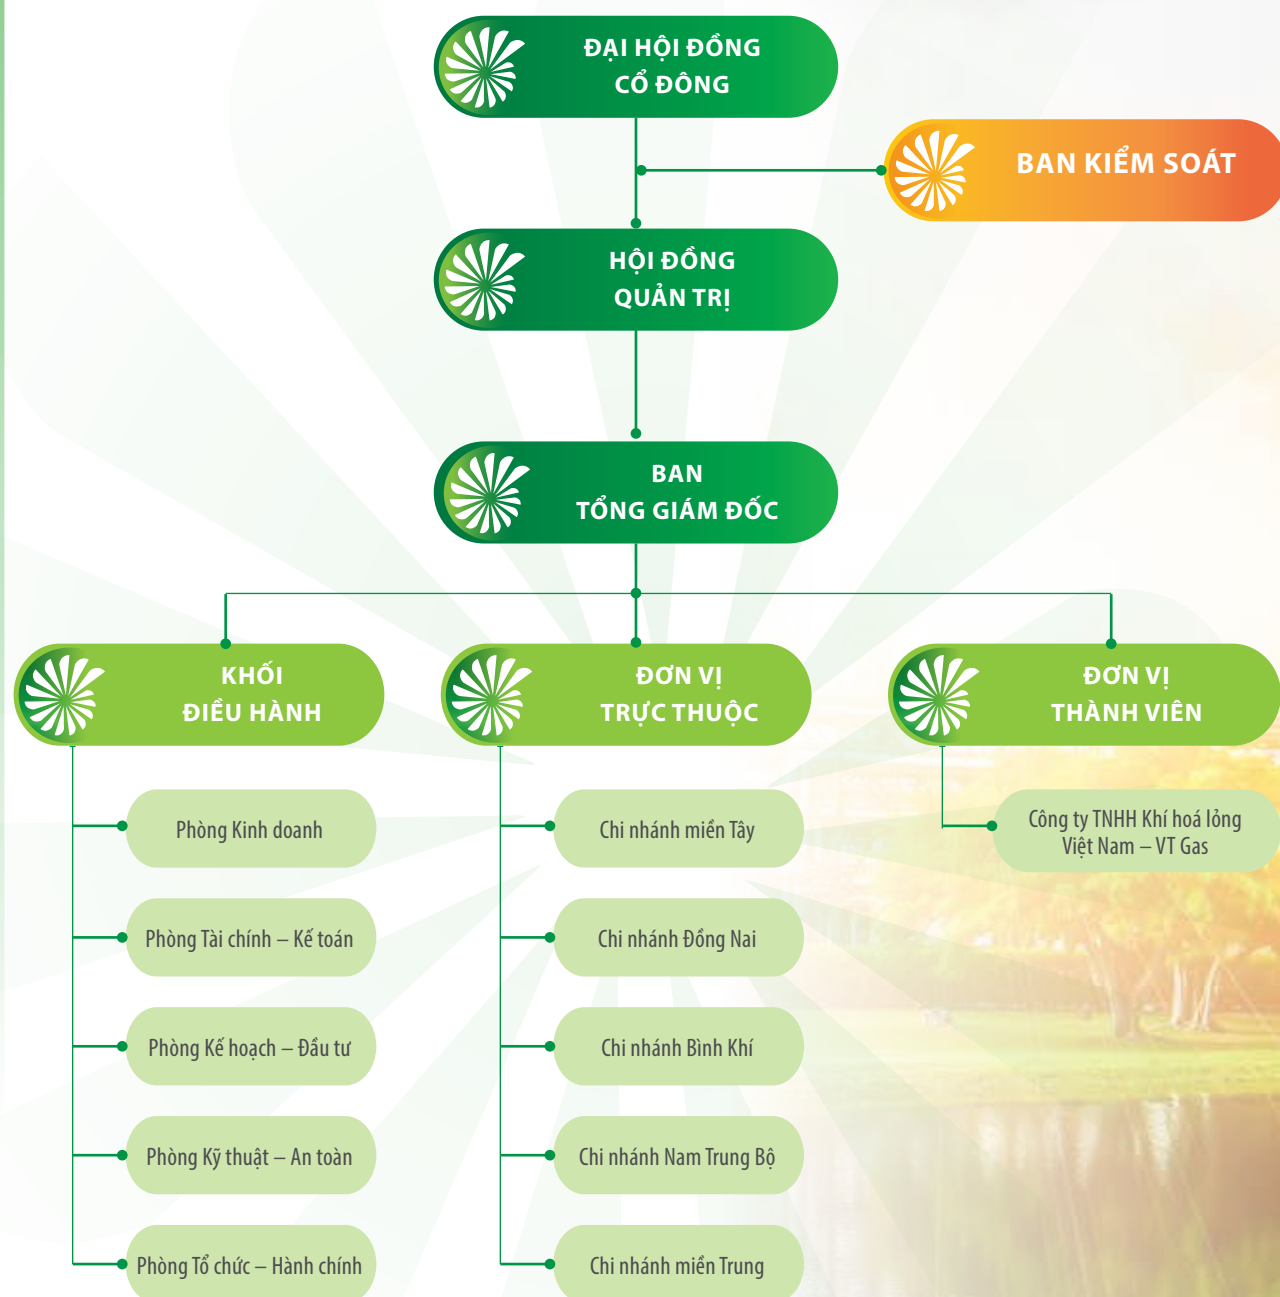 ĐẠI HỘI ĐỒNG
CỔ ĐÔNG
BAN KIỂM SOÁT
HỘI ĐỒNG
QUẢN TRỊ
BAN
TỔNG GIÁM ĐỐC
KHỐI
ĐIỀU HÀNH
ĐƠN VỊ
TRỰC THUỘC
ĐƠN VỊ
THÀNH VIÊN
Phòng Kinh doanh
Phòng Tài chính – Kế toán
Phòng Kế hoạch – Đầu tư
Phòng Kỹ thuật – An toàn
Phòng Tổ chức – Hành chính
Chi nhánh miền Tây
Chi nhánh Đồng Nai
Chi nhánh Bình Khí
Chi nhánh Nam Trung Bộ
Chi nhánh miền Trung
Công ty TNHH Khí hoá lỏng
Việt Nam – VT Gas